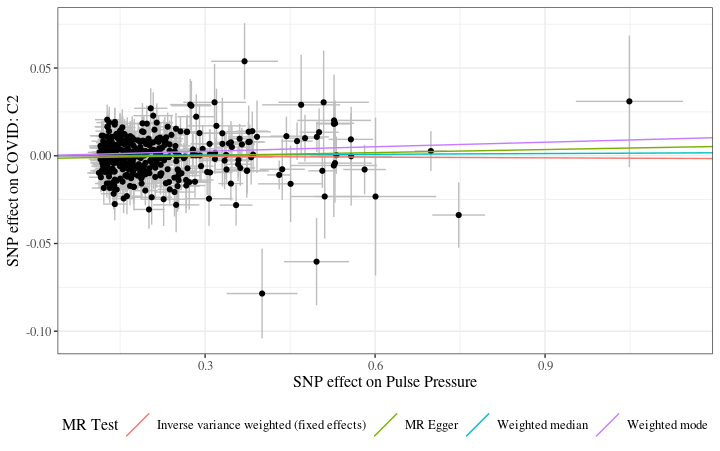 SNP effect on COVID: C2
0.05
0.00
-0.05
-0.10
0.3
0.6
0.9
SNP effect on Pulse Pressure
MR Test
Inverse variance weighted (fixed effects)
MR Egger
Weighted median
Weighted mode